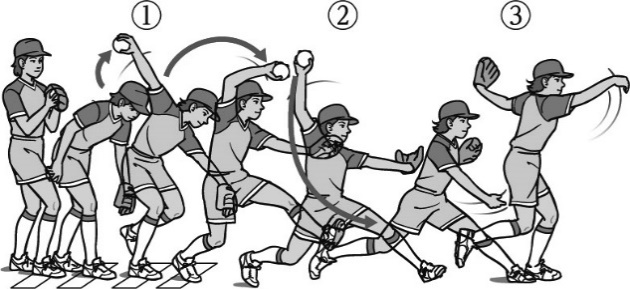 ① ② ③